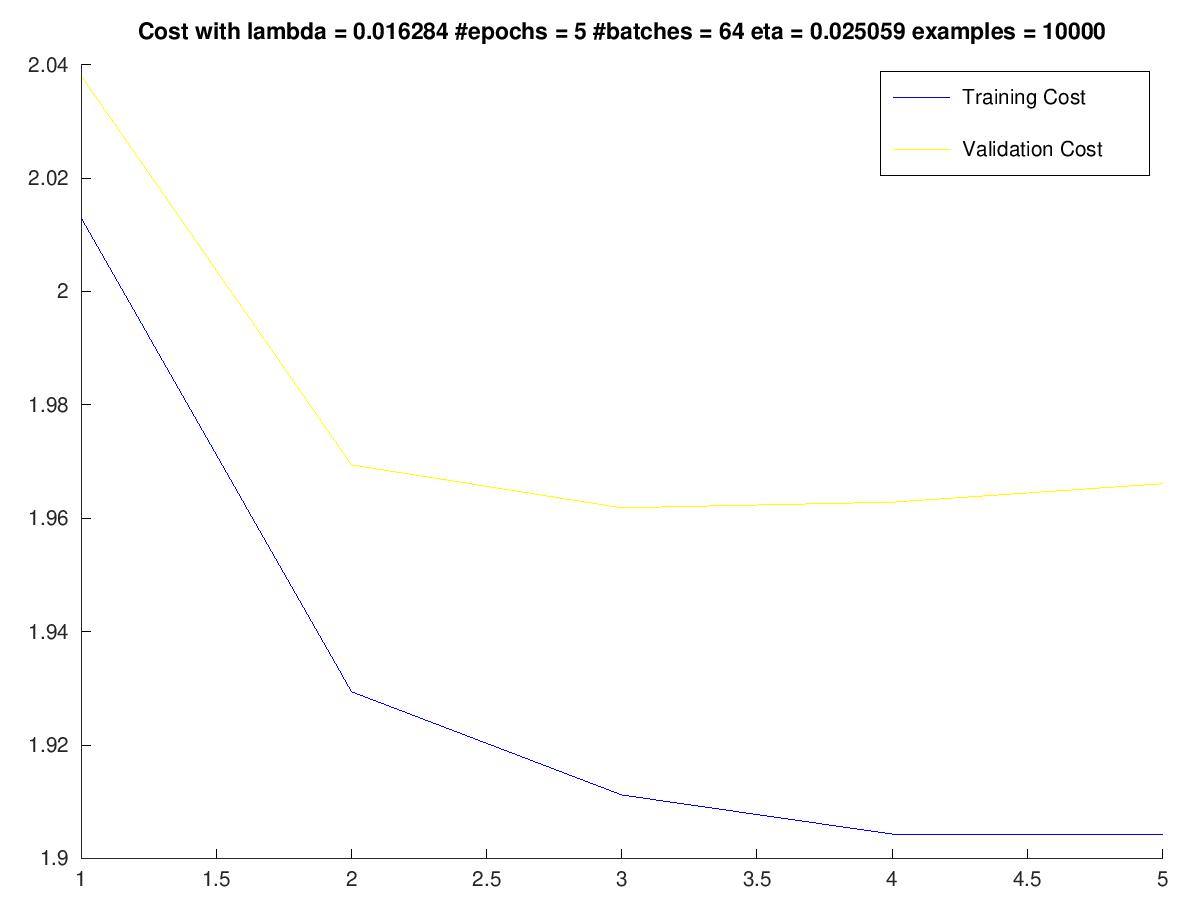 Cost with lambda = 0.016284 #epochs = 5 #batches = 64 eta = 0.025059 examples = 10000
2.04
Training Cost
Validation Cost
2.02
2
1.98
1.96
1.94
1.92
1.9
1 1.5 2 2.5 3 3.5 4 4.5 5